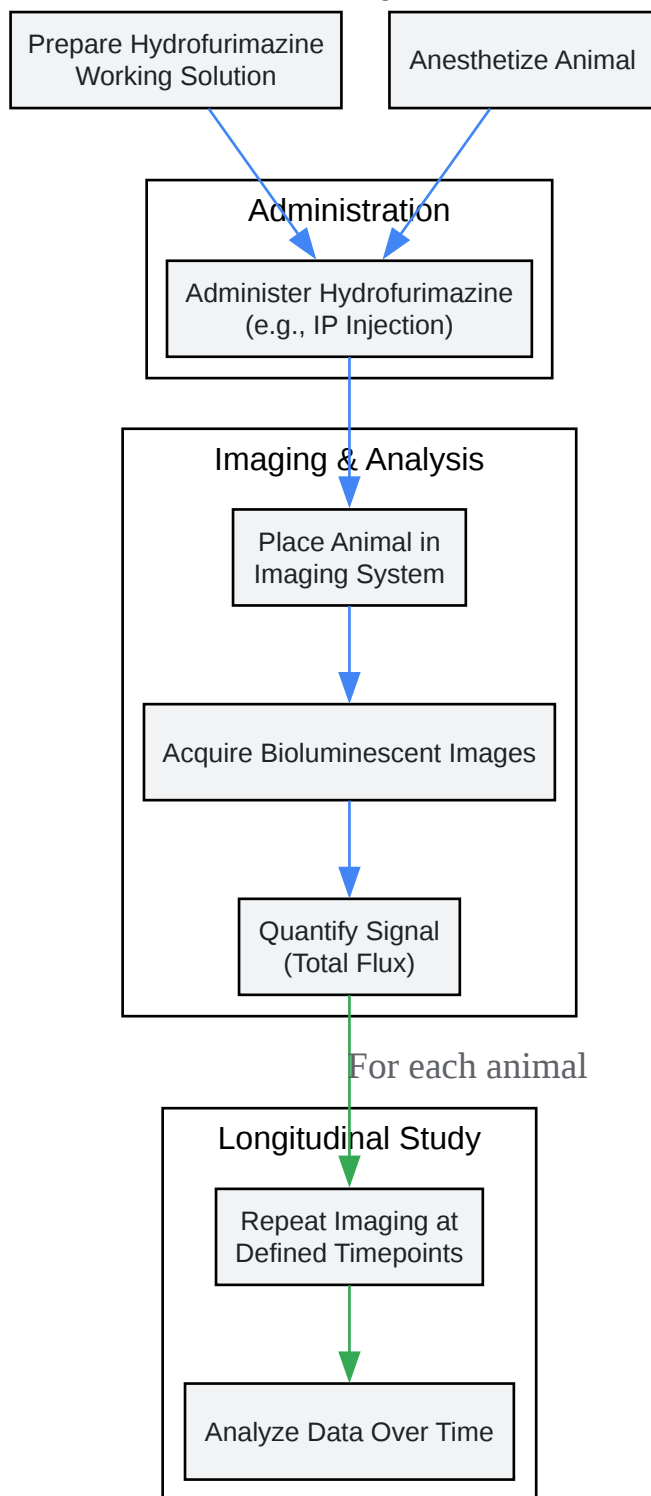 Prepare Hydrofurimazine
Working Solution
Anesthetize Animal
Administration
Administer Hydrofurimazine
(e.g., IP Injection)
Imaging & Analysis
Place Animal in
Imaging System
Acquire Bioluminescent Images
Quantify Signal
(Total Flux)
For each animal
Longitudinal Study
Repeat Imaging at
Defined Timepoints
Analyze Data Over Time